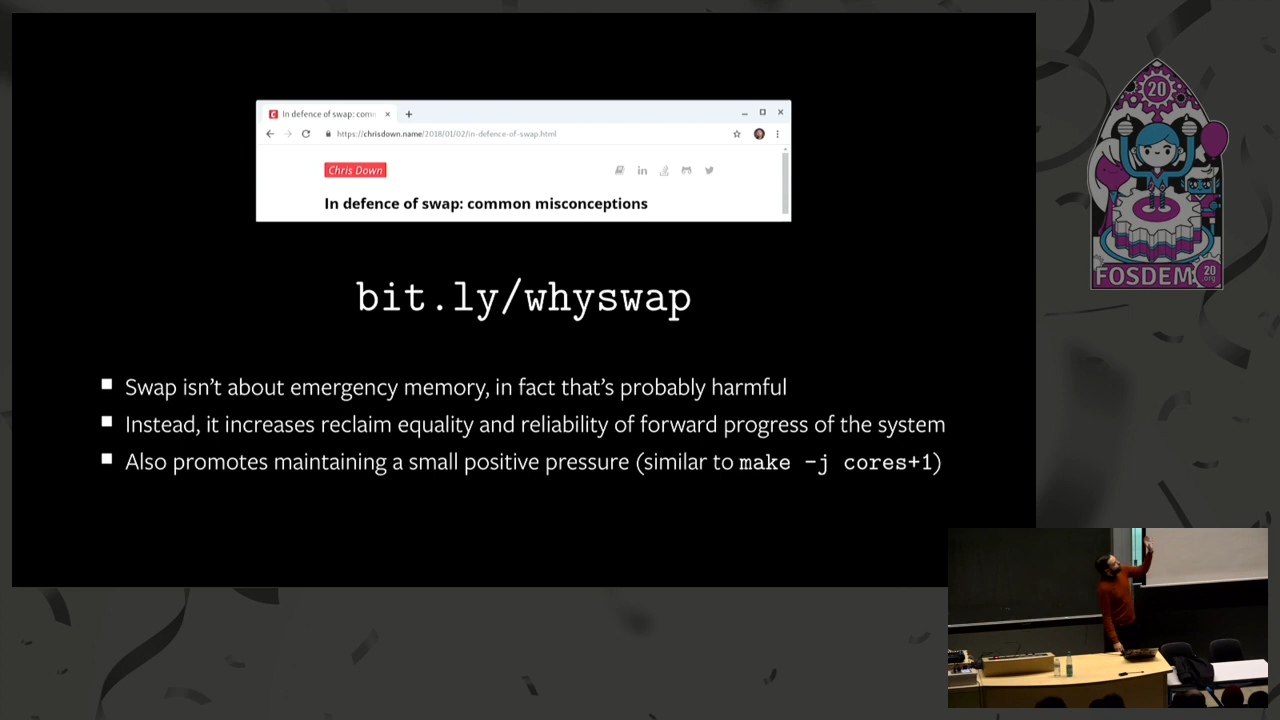 In defence of swap: com
https://chrisdown.name/2018/01/02/in-defence-of-swap.html
Chris Down
In defence of swap: common misconceptions
bit.ly/whyswap
Swap isn't about emergency memory, in fact that's probably harmful
Instead, it increases reclaim equality and reliability of forward progress of the system
Also promotes maintaining a small positive pressure (similar to make -j cores+1)
20
FOSDEM
20
.org